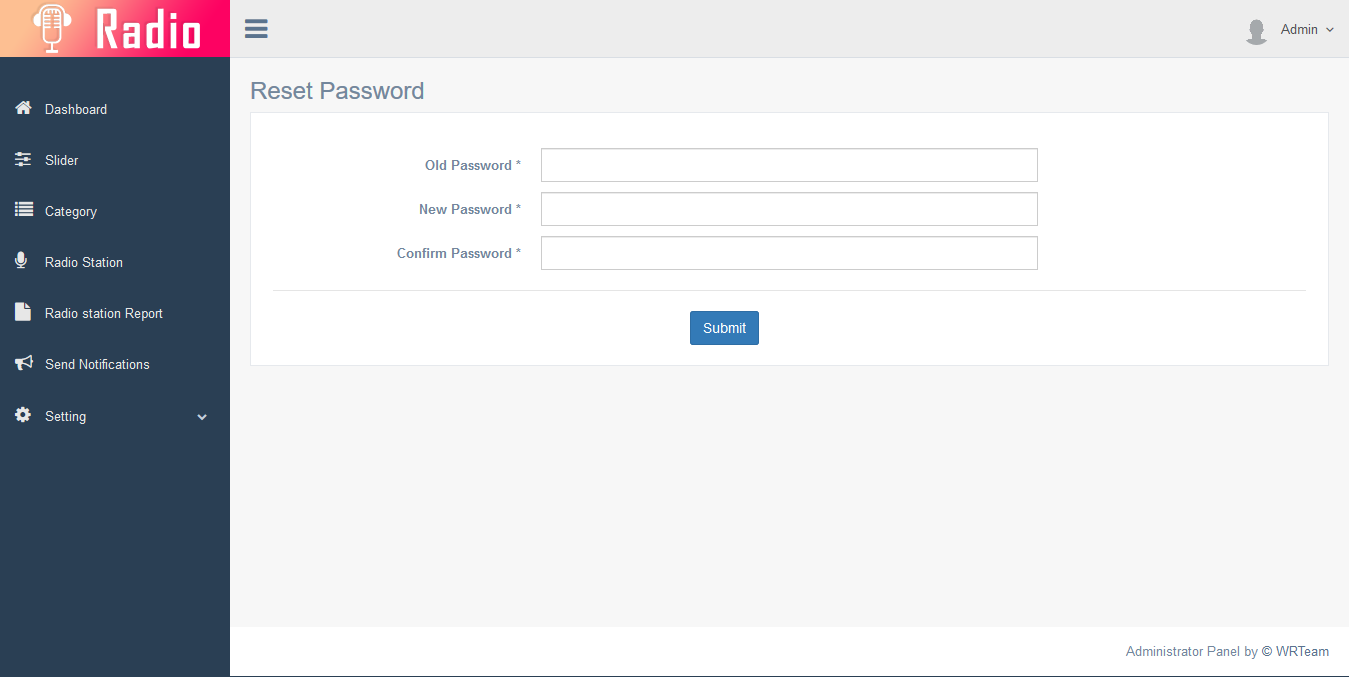 Radio
Admin
Dashboard
Slider
Category
Radio Station
Radio station Report
Send Notifications
Setting
Reset Password
Old Password *
New Password *
Confirm Password *
Submit
Administrator Panel by © WRTeam